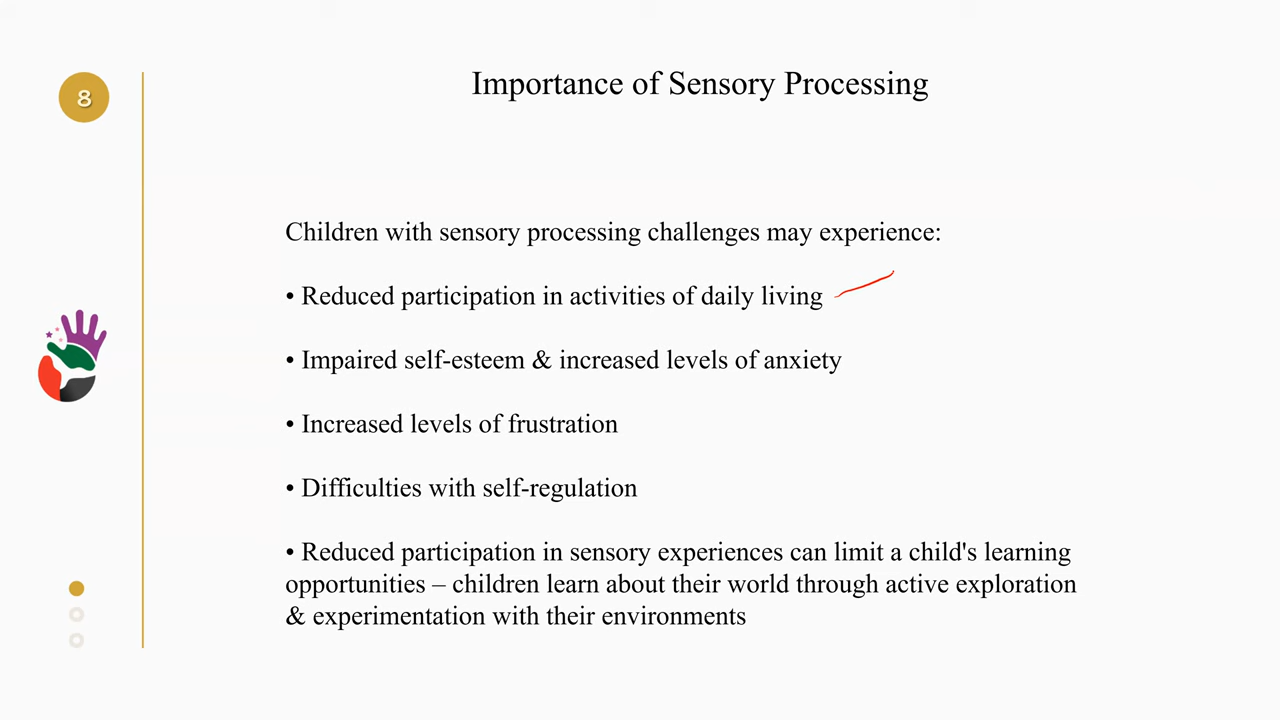 8
Importance of Sensory Processing
Children with sensory processing challenges may experience:
• Reduced participation in activities of daily living
• Impaired self-esteem & increased levels of anxiety
• Increased levels of frustration
• Difficulties with self-regulation
• Reduced participation in sensory experiences can limit a child's learning
opportunities – children learn about their world through active exploration
& experimentation with their environments